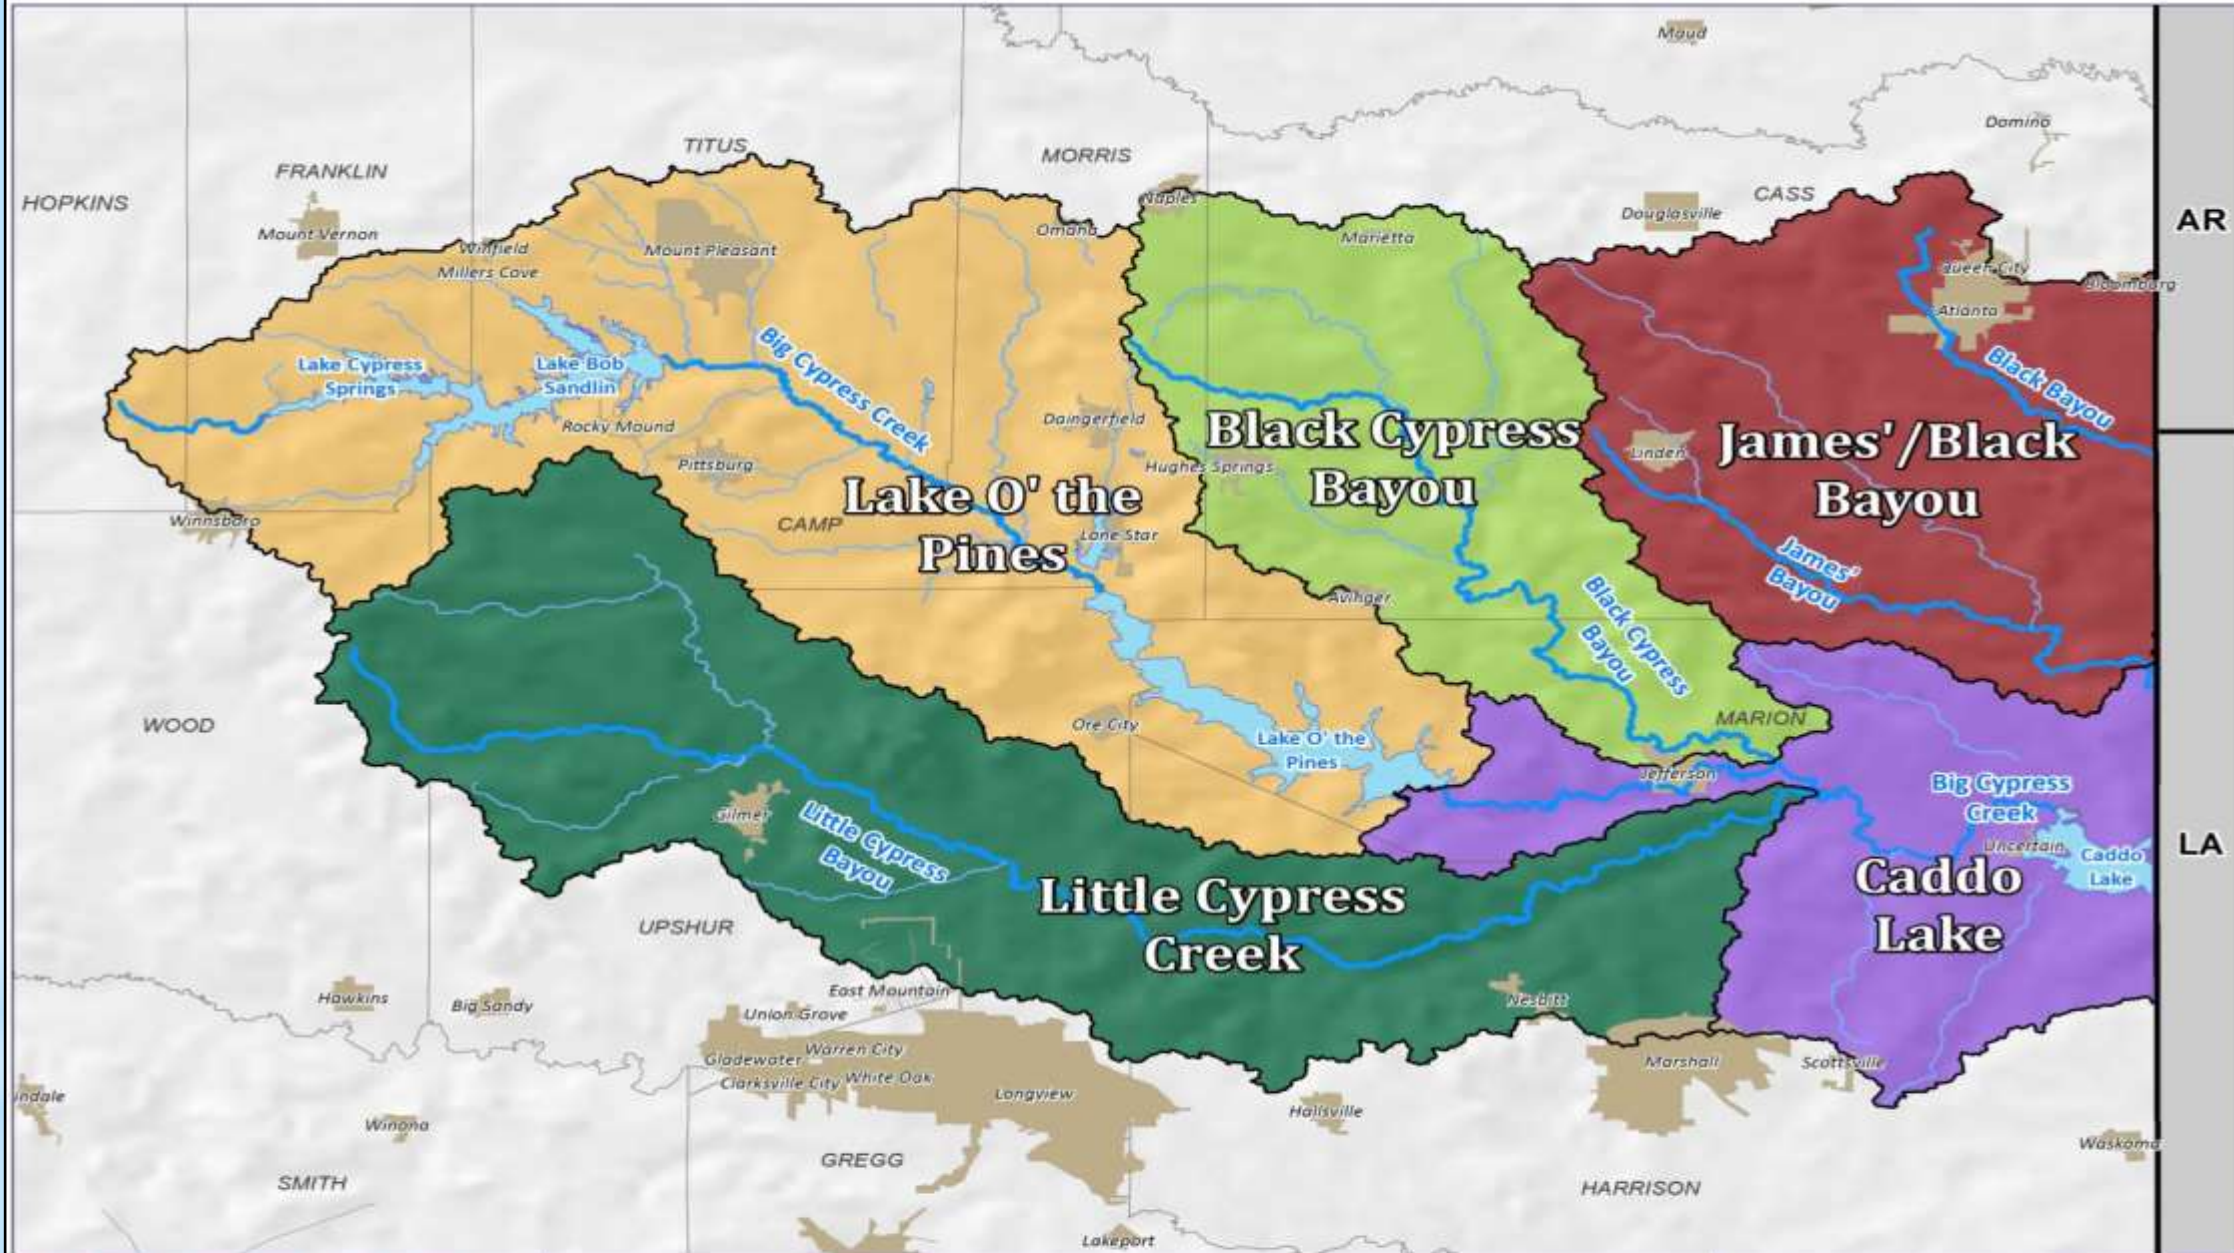 Maud
Domino
TITUS
MORRIS
FRANKLIN
CASS
HOPKINS
Naples
Douglasville
AR
Mount Vernon
Omaha
Marietta
Winfield
Mount Pleasant
Millers Cove
Queen City
Bloomburg
Atlanta
Lake Cypress
Springs
Lake Bob
Sandlin
Big Cypress Creek
Black Bayou
Rocky Mound
Daingerfield
Black Cypress
Bayou
James'/Black
Bayou
Pittsburg
Hughes Springs
Linden
Lake O' the
Pines
Winnsboro
CAMP
Lone Star
James'
Bayou
Avinger
Black Cypress
Bayou
WOOD
Ore City
MARION
Lake O' the
Pines
Jefferson
Big Cypress
Creek
Gilmer
Little Cypress
Bayou
Uncertain
Caddo
Lake
LA
Caddo
Lake
Little Cypress
Creek
UPSHUR
Hawkins
Big Sandy
East Mountain
Nesbitt
Union Grove
Gladewater
Warren City
Clarksville City
White Oak
Longview
Marshall
Scottsville
indale
Winona
Hallsville
Waskom
GREGG
SMITH
HARRISON
Lakeport